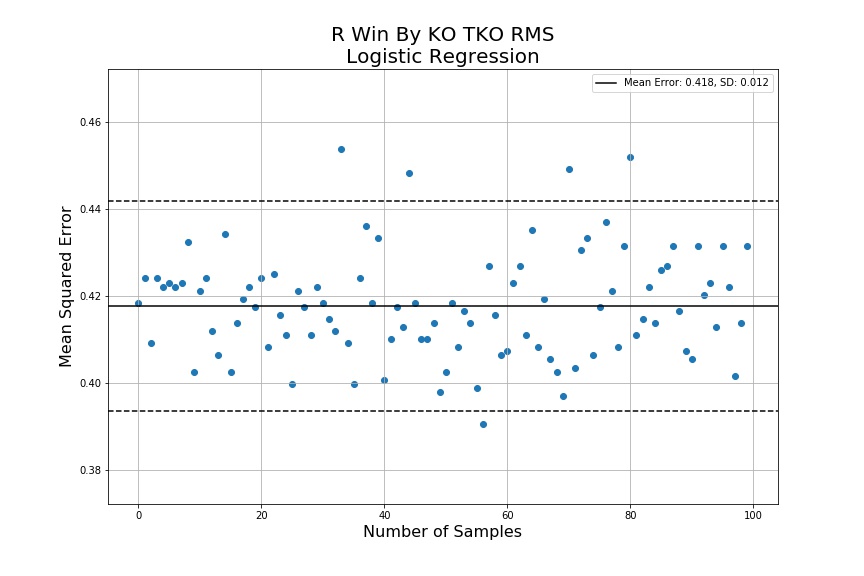 R Win By KO TKO RMS
Logistic Regression
Mean Error: 0.418, SD: 0.012
Mean Squared Error
0.46
0.44
0.42
0.40
0.38
0
20
40
60
80
100
Number of Samples